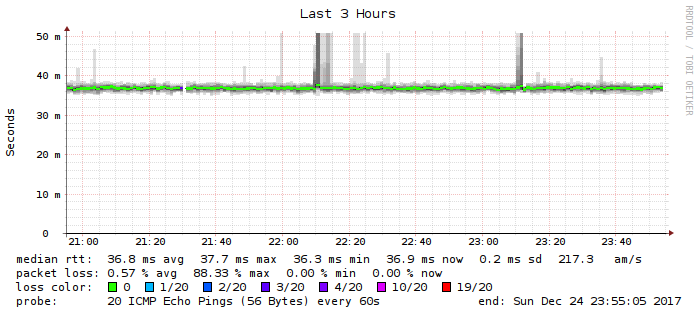 Last 3 Hours
RRDTOOL / TOBI OETIKER
Seconds
50 m
40 m
30 m
20 m
10 m
0
21:00 21:20 21:40 22:00 22:20 22:40 23:00 23:20 23:40
median rtt: 36.8 ms avg 37.7 ms max 36.3 ms min 36.9 ms now 0.2 ms sd 217.3 am/s
packet loss: 0.57 % avg 88.33 % max 0.00 % min 0.00 % now
loss color: 0 1/20 2/20 3/20 4/20 10/20 19/20
probe: 20 ICMP Echo Pings (56 Bytes) every 60s end: Sun Dec 24 23:55:05 2017